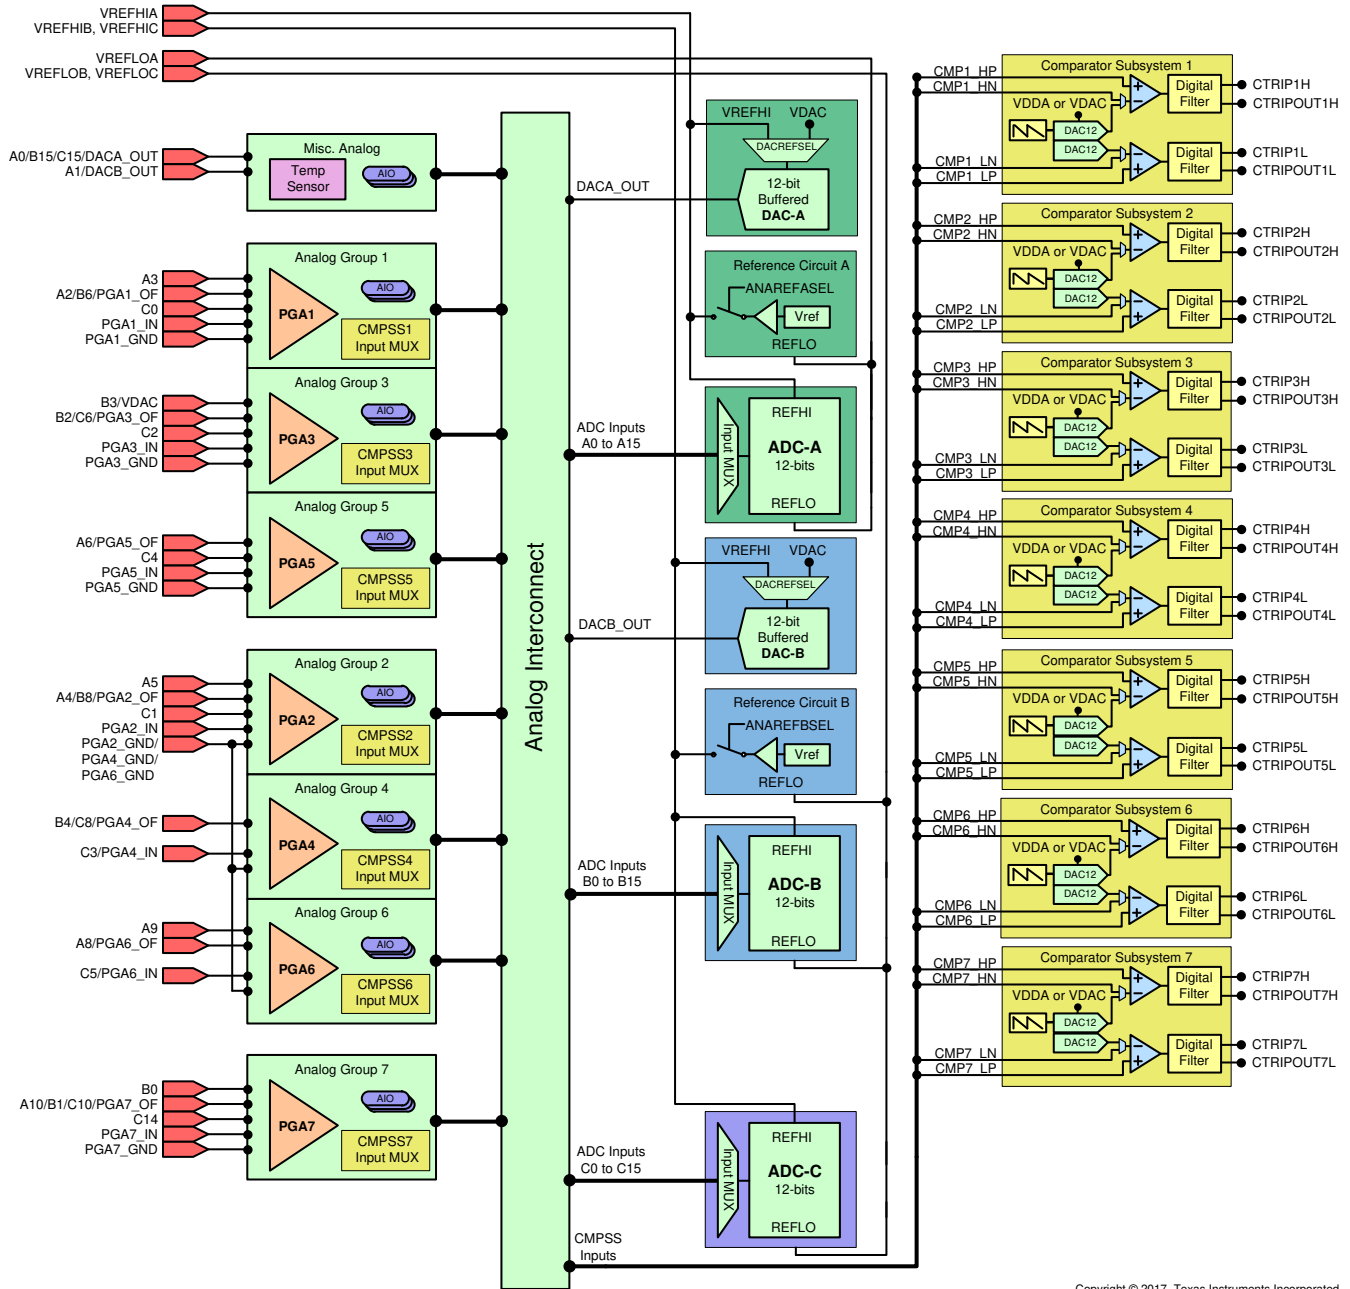 VREFHIA
VREFHIB, VREFHIC
VREFLOA
VREFLOB, VREFLOC
A0/B15/C15/DACA_OUT
A1/DACB_OUT
Misc. Analog
Temp
Sensor
AIO
A3
A2/B6/PGA1_OF
C0
PGA1_IN
PGA1_GND
Analog Group 1
PGA1
AIO
CMPSS1
Input MUX
B3/VDAC
B2/C6/PGA3_OF
C2
PGA3_IN
PGA3_GND
Analog Group 3
PGA3
AIO
CMPSS3
Input MUX
A6/PGA5_OF
C4
PGA5_IN
PGA5_GND
Analog Group 5
PGA5
AIO
CMPSS5
Input MUX
A5
A4/B8/PGA2_OF
C1
PGA2_IN
PGA2_GND/
PGA4_GND/
PGA6_GND
Analog Group 2
PGA2
AIO
CMPSS2
Input MUX
B4/C8/PGA4_OF
C3/PGA4_IN
Analog Group 4
PGA4
AIO
CMPSS4
Input MUX
A9
A8/PGA6_OF
C5/PGA6_IN
Analog Group 6
PGA6
AIO
CMPSS6
Input MUX
B0
A10/B1/C10/PGA7_OF
C14
PGA7_IN
PGA7_GND
Analog Group 7
PGA7
AIO
CMPSS7
Input MUX
Analog Interconnect
DACA_OUT
VREFHI
VDAC
DACREFSEL
12-bit
Buffered
DAC-A
Reference Circuit A
ANAREFASEL
Vref
REFLO
ADC Inputs
A0 to A15
Input MUX
REFHI
ADC-A
12-bits
REFLO
DACB_OUT
VREFHI
VDAC
DACREFSEL
12-bit
Buffered
DAC-B
Reference Circuit B
ANAREFBSEL
Vref
REFLO
ADC Inputs
B0 to B15
Input MUX
REFHI
ADC-B
12-bits
REFLO
ADC Inputs
C0 to C15
Input MUX
REFHI
ADC-C
12-bits
REFLO
CMPSS
Inputs
CMP1_HP
CMP1_HN
CMP1_LN
CMP1_LP
Comparator Subsystem 1
VDDA or VDAC
DAC12
DAC12
Digital
Filter
Digital
Filter
CTRIP1H
CTRIPOUT1H
CTRIP1L
CTRIPOUT1L
CMP2_HP
CMP2_HN
CMP2_LN
CMP2_LP
Comparator Subsystem 2
VDDA or VDAC
DAC12
DAC12
Digital
Filter
Digital
Filter
CTRIP2H
CTRIPOUT2H
CTRIP2L
CTRIPOUT2L
CMP3_HP
CMP3_HN
CMP3_LN
CMP3_LP
Comparator Subsystem 3
VDDA or VDAC
DAC12
DAC12
Digital
Filter
Digital
Filter
CTRIP3H
CTRIPOUT3H
CTRIP3L
CTRIPOUT3L
CMP4_HP
CMP4_HN
CMP4_LN
CMP4_LP
Comparator Subsystem 4
VDDA or VDAC
DAC12
DAC12
Digital
Filter
Digital
Filter
CTRIP4H
CTRIPOUT4H
CTRIP4L
CTRIPOUT4L
CMP5_HP
CMP5_HN
CMP5_LN
CMP5_LP
Comparator Subsystem 5
VDDA or VDAC
DAC12
DAC12
Digital
Filter
Digital
Filter
CTRIP5H
CTRIPOUT5H
CTRIP5L
CTRIPOUT5L
CMP6_HP
CMP6_HN
CMP6_LN
CMP6_LP
Comparator Subsystem 6
VDDA or VDAC
DAC12
DAC12
Digital
Filter
Digital
Filter
CTRIP6H
CTRIPOUT6H
CTRIP6L
CTRIPOUT6L
CMP7_HP
CMP7_HN
CMP7_LN
CMP7_LP
Comparator Subsystem 7
VDDA or VDAC
DAC12
DAC12
Digital
Filter
Digital
Filter
CTRIP7H
CTRIPOUT7H
CTRIP7L
CTRIPOUT7L
Copyright © 2017, Texas Instruments Incorporated